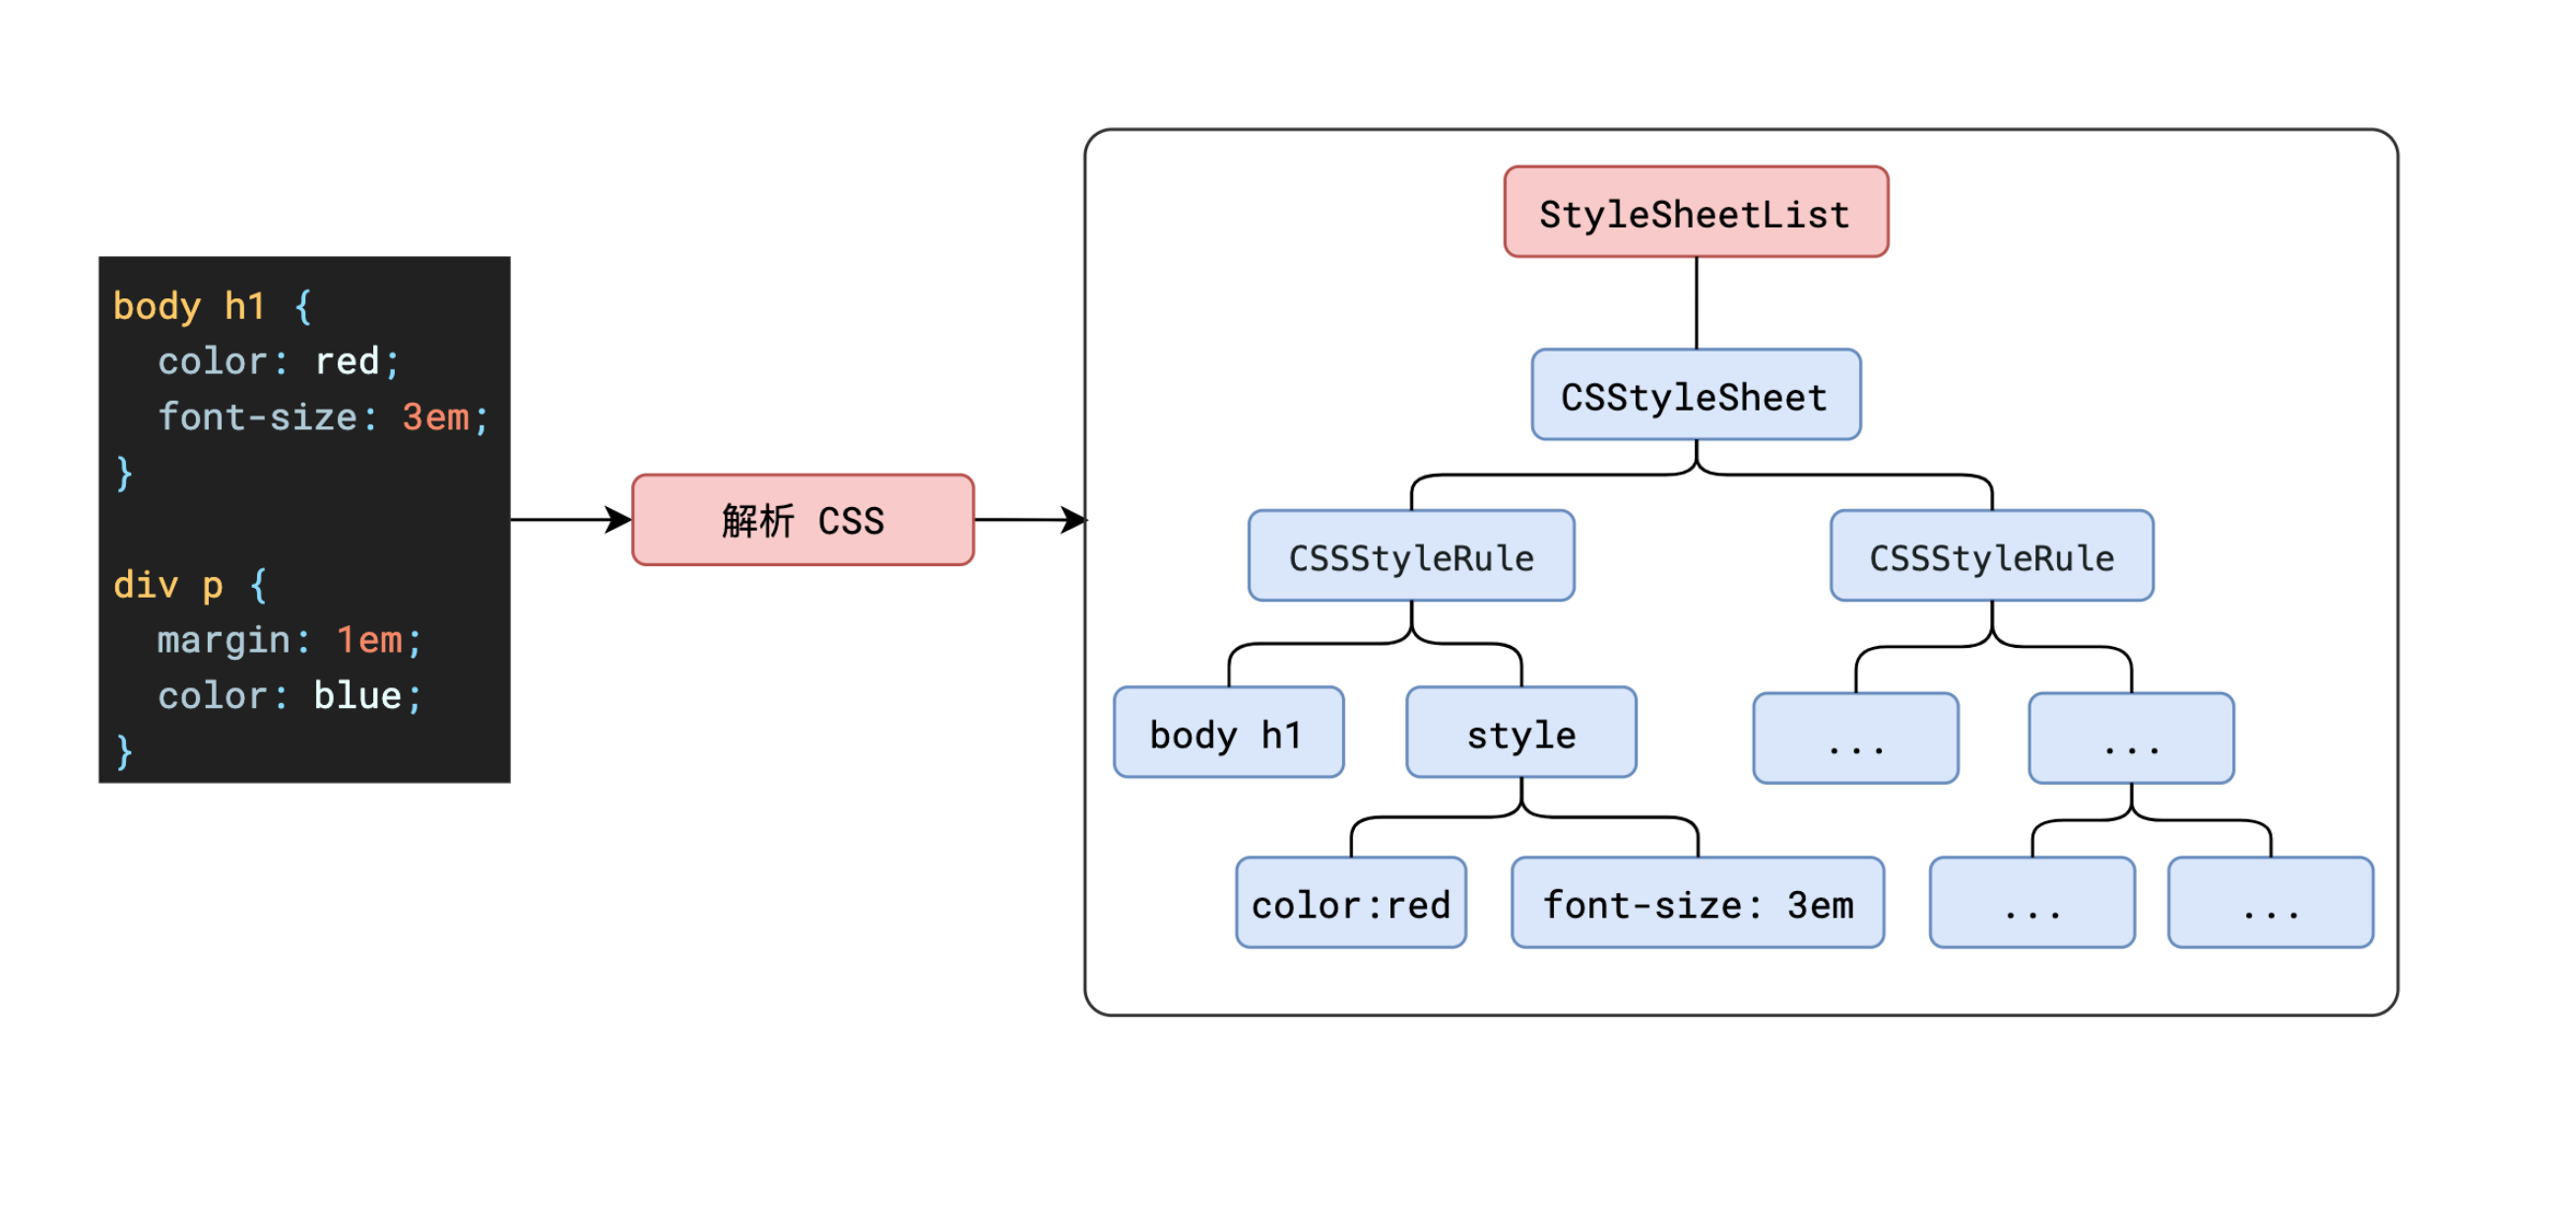 body h1 {
  color: red;
  font-size: 3em;
}
div p {
  margin: 1em;
  color: blue;
}
解析 CSS
StyleSheetList
CSStyleSheet
CSSStyleRule
CSSStyleRule
body h1
style
...
...
color:red
font-size: 3em
...
...